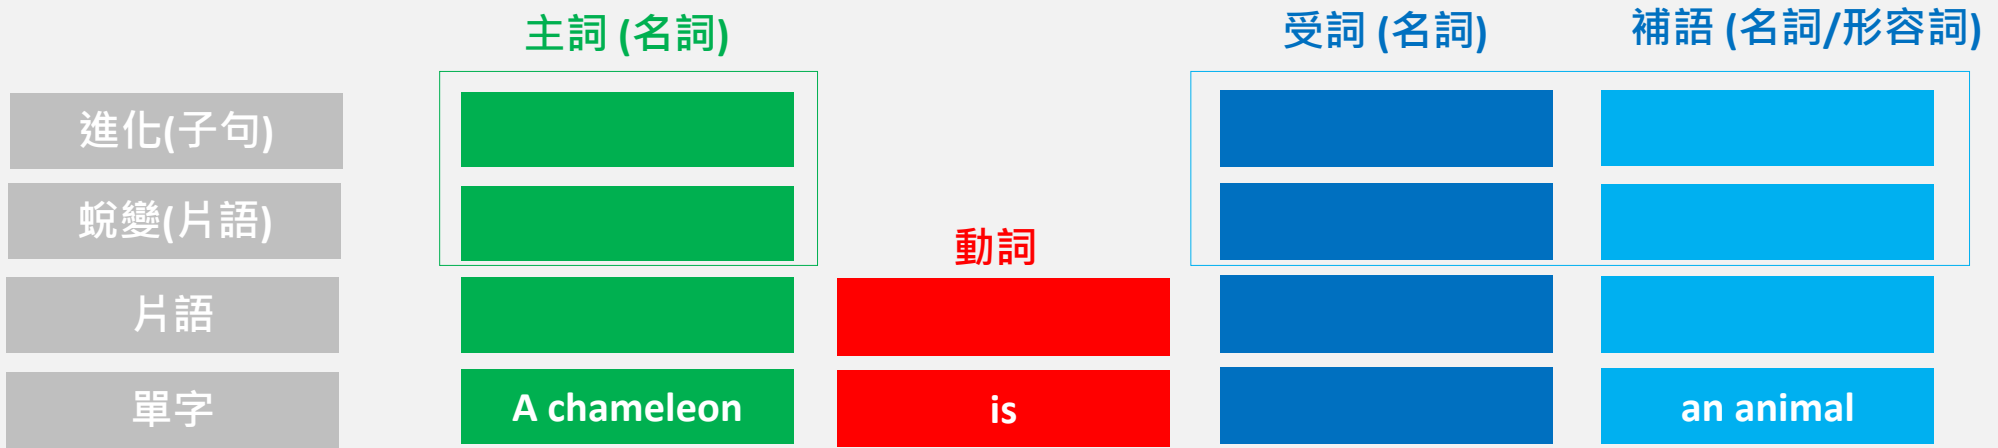 主詞 (名詞)
受詞 (名詞)
補語 (名詞/形容詞)
進化(子句)
蛻變(片語)
動詞
片語
單字
A chameleon
is
an animal